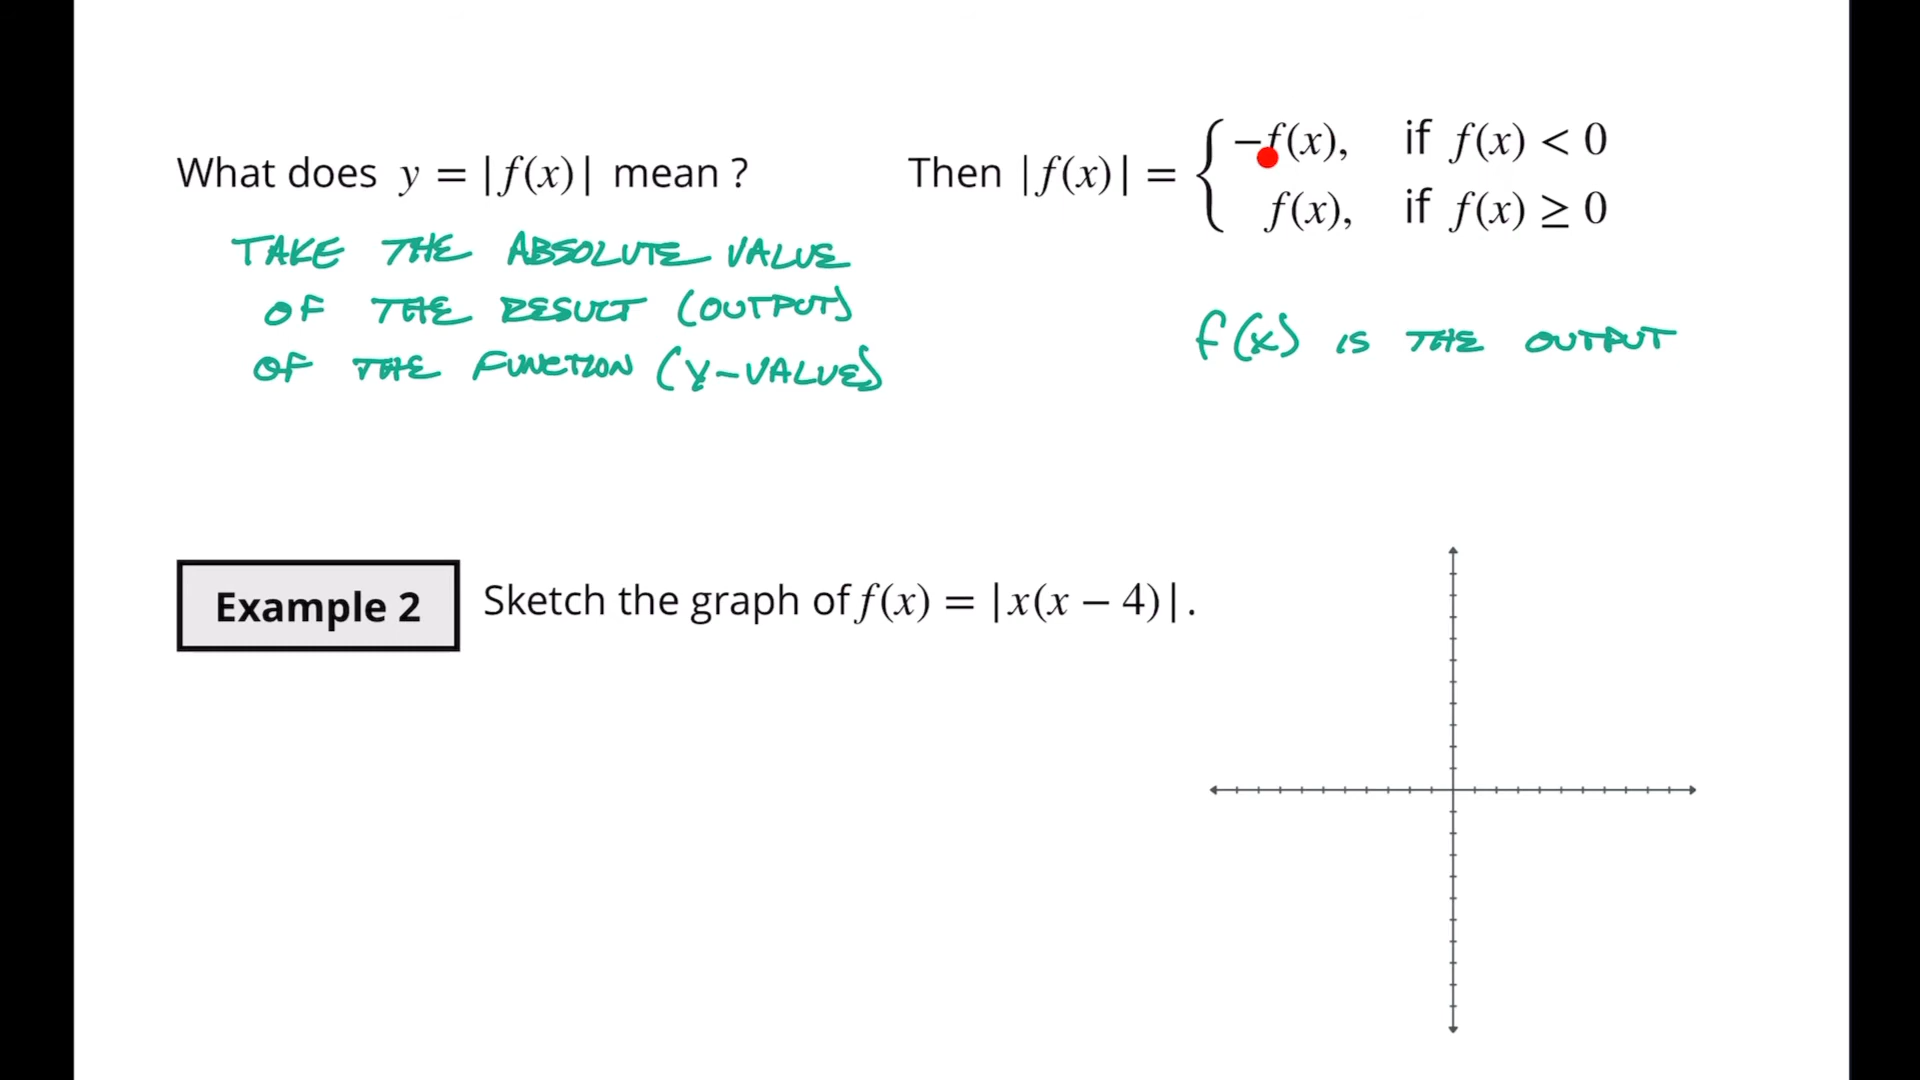 What does y = |f(x)| mean ?
TAKE THE ABSOLUTE VALUE
OF THE RESULT (OUTPUT)
OF THE FUNCTION (Y-VALUE)
Then |f(x)| = { −f(x), if f(x) < 0
f(x), if f(x) ≥ 0
f(x) IS THE OUTPUT
Example 2 Sketch the graph of f(x) = |x(x − 4)|.